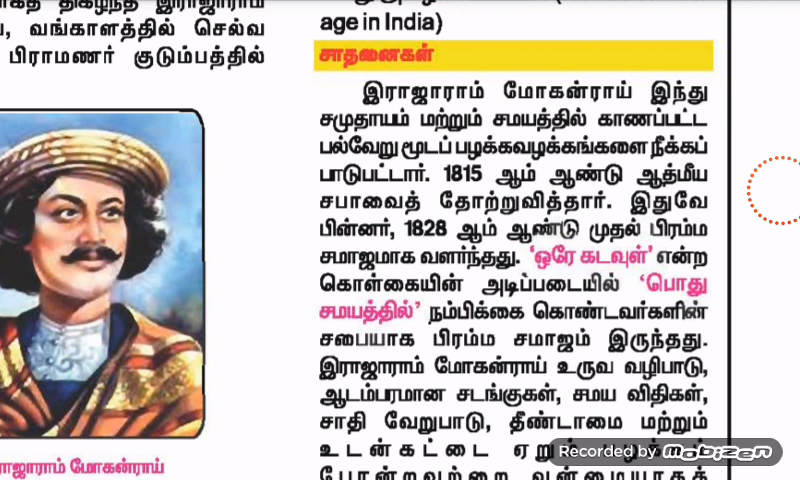 திகழ்ந்த இராஜாராம்
வங்காளத்தில் செல்வ
பிராமணர் குடும்பத்தில்
ராஜாராம் மோகன்ராய்
age in India)
சாதனைகள்
இராஜாராம் மோகன்ராய் இந்து
சமுதாயம் மற்றும் சமயத்தில் காணப்பட்ட
பல்வேறு மூடப் பழக்கவழக்கங்களை நீக்கப்
பாடுபட்டார். 1815 ஆம் ஆண்டு ஆத்மீய
சபாவைத் தோற்றுவித்தார். இதுவே
பின்னர், 1828 ஆம் ஆண்டு முதல் பிரம்ம
சமாஜமாக வளர்ந்தது. ‘ஒரே கடவுள்’ என்ற
கொள்கையின் அடிப்படையில் ‘பொது
சமயத்தில்’ நம்பிக்கை கொண்டவர்களின்
சபையாக பிரம்ம சமாஜம் இருந்தது.
இராஜாராம் மோகன்ராய் உருவ வழிபாடு,
ஆடம்பரமான சடங்குகள், சமய விதிகள்,
சாதி வேறுபாடு, தீண்டாமை மற்றும்
உடன்கட்டை ஏறும்
Recorded by mobizen